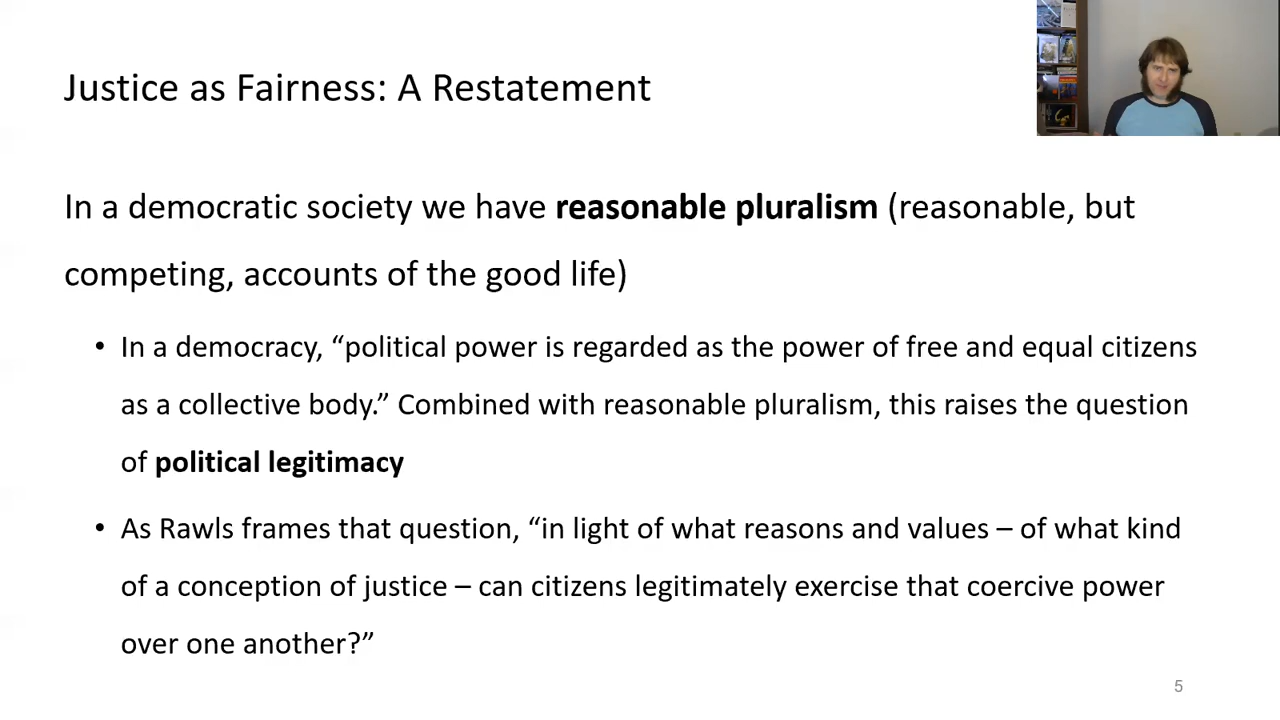 Justice as Fairness: A Restatement
In a democratic society we have reasonable pluralism (reasonable, but
competing, accounts of the good life)
• In a democracy, “political power is regarded as the power of free and equal citizens
as a collective body.” Combined with reasonable pluralism, this raises the question
of political legitimacy
• As Rawls frames that question, “in light of what reasons and values – of what kind
of a conception of justice – can citizens legitimately exercise that coercive power
over one another?”
5